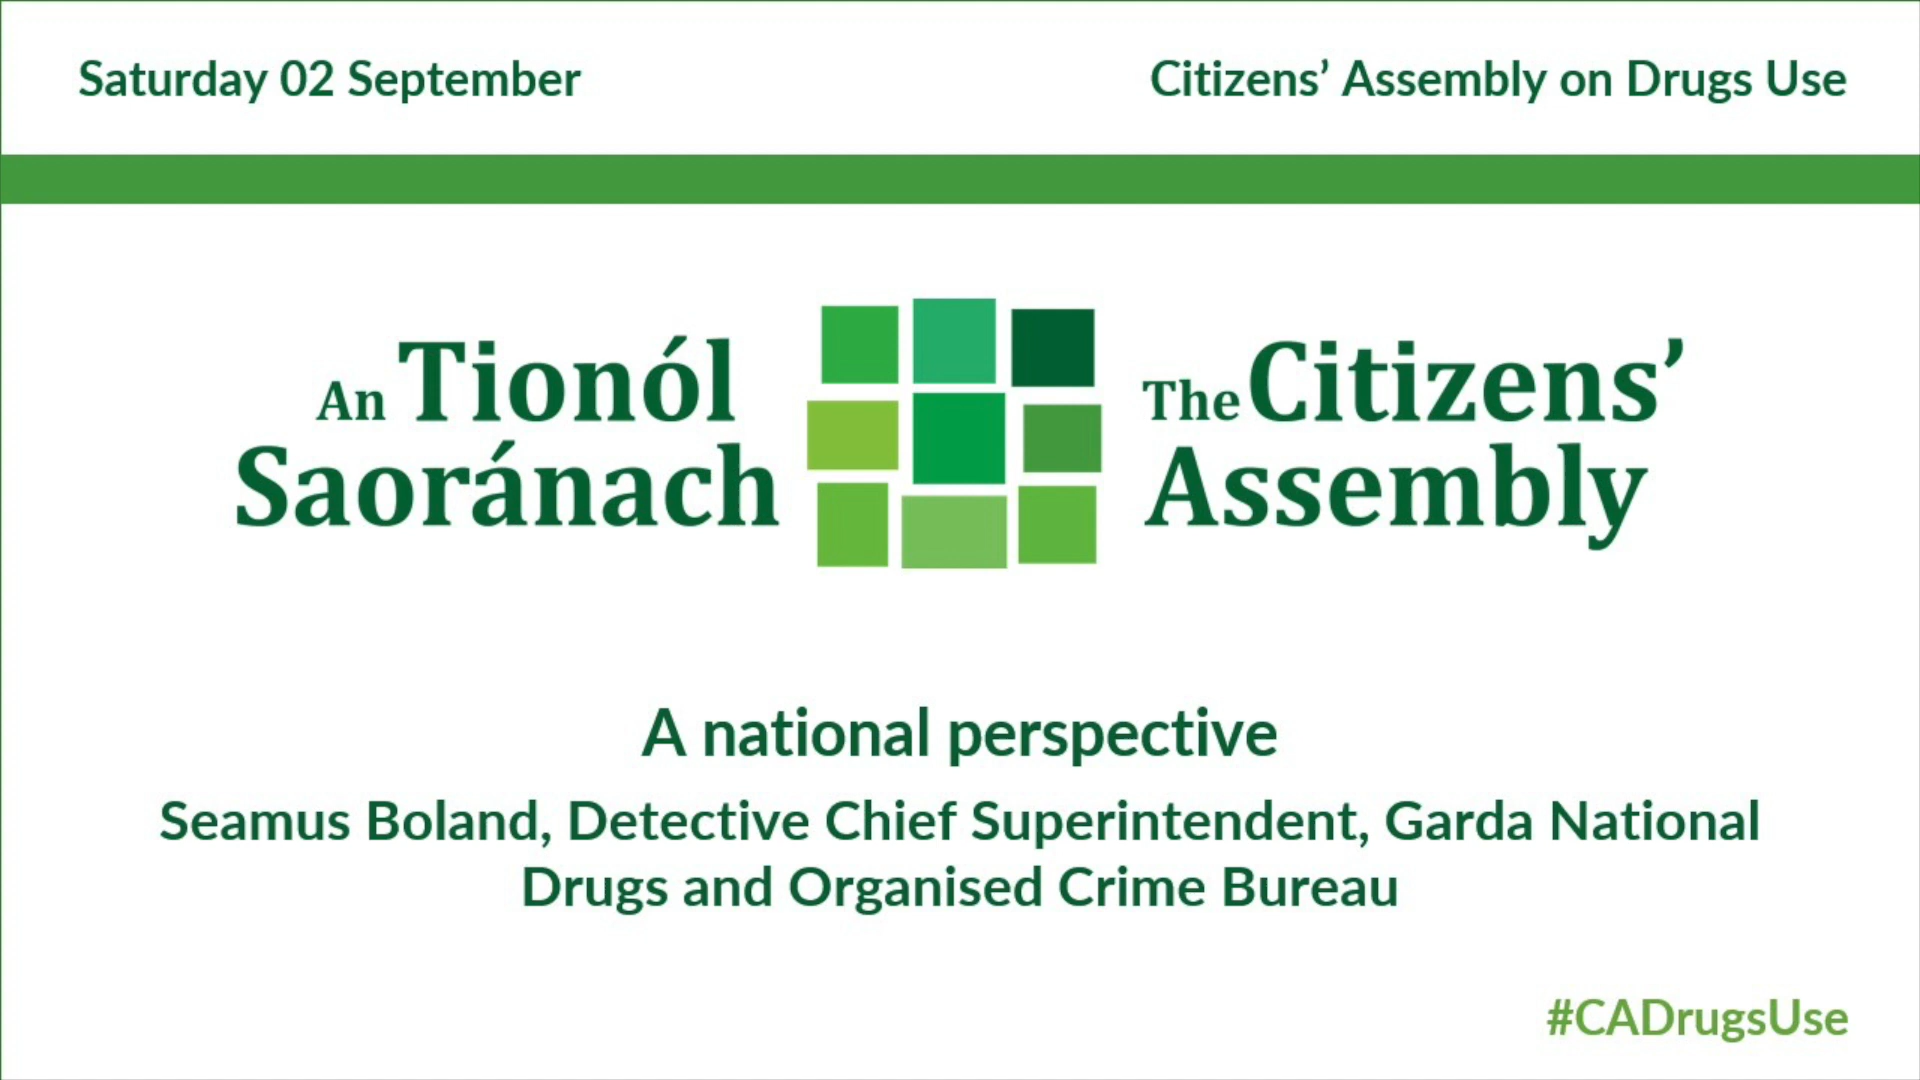 Saturday 02 September
Citizens’ Assembly on Drugs Use
An Tionól
Saoránach
The Citizens’
Assembly
A national perspective
Seamus Boland, Detective Chief Superintendent, Garda National
Drugs and Organised Crime Bureau
#CADrugsUse